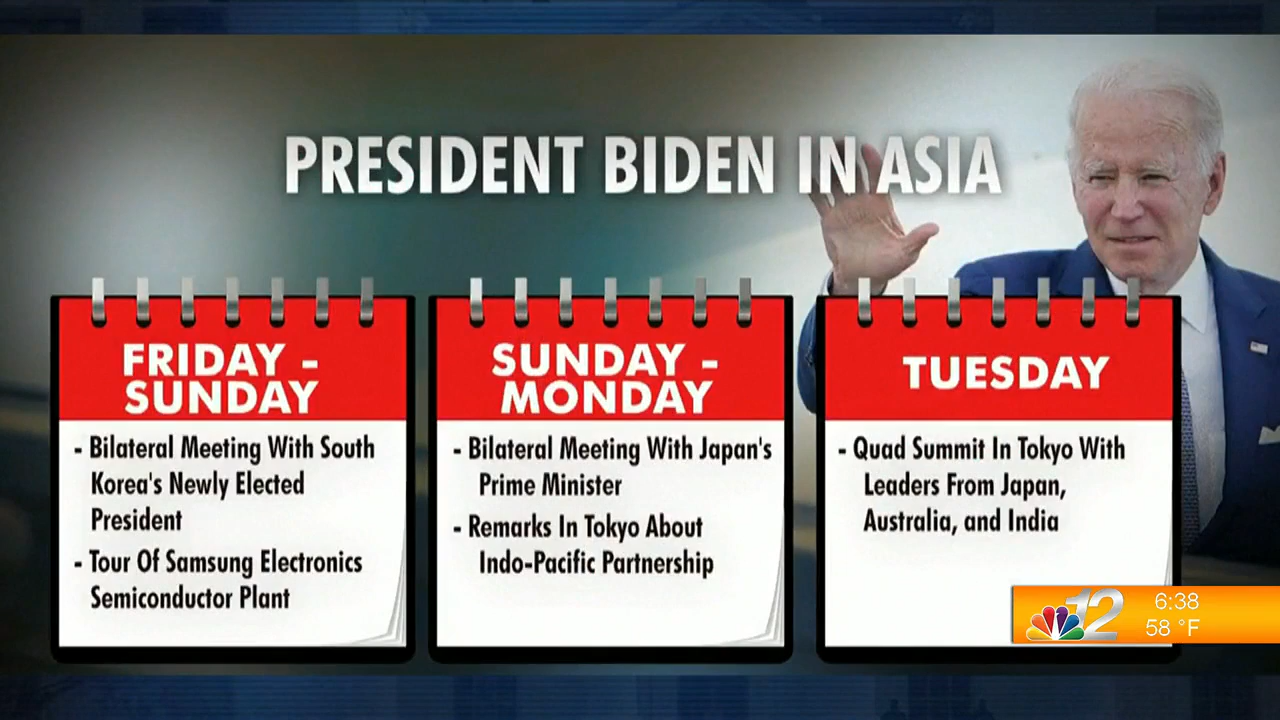 PRESIDENT BIDEN IN ASIA
FRIDAY -
SUNDAY
- Bilateral Meeting With South
Korea's Newly Elected
President
- Tour Of Samsung Electronics
Semiconductor Plant
SUNDAY -
MONDAY
- Bilateral Meeting With Japan's
Prime Minister
- Remarks In Tokyo About
Indo-Pacific Partnership
TUESDAY
- Quad Summit In Tokyo With
Leaders From Japan,
Australia, and India
12
6:38
58 °F